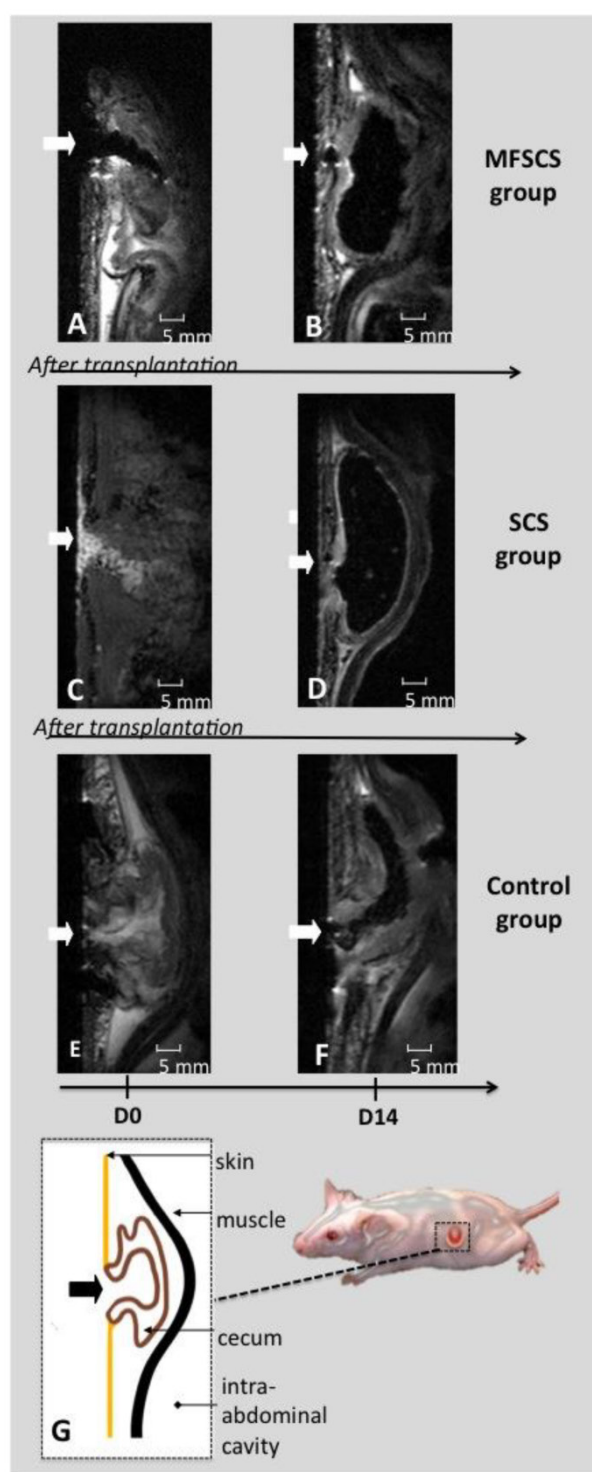 A
5 mm
B
5 mm
MFSCS
group
After transplantation
C
5 mm
D
5 mm
SCS
group
After transplantation
E
5 mm
F
5 mm
Control
group
D0
D14
skin
muscle
cecum
intra-
abdominal
cavity
G